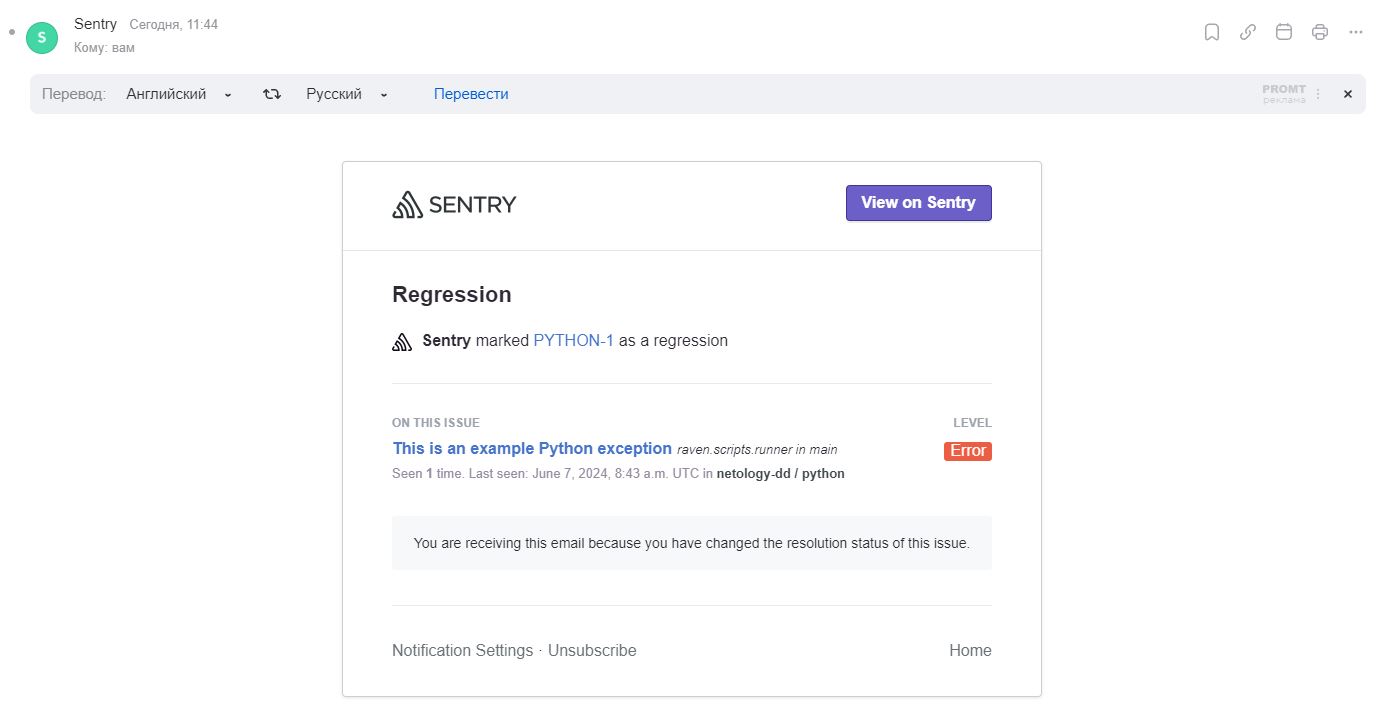 S
Sentry Сегодня, 11:44
Кому: вам
Перевод: Английский Русский Перевести PROMT
реклама
SENTRY View on Sentry
Regression
Sentry marked PYTHON-1 as a regression
ON THIS ISSUE LEVEL
This is an example Python exception raven.scripts.runner in main Error
Seen 1 time. Last seen: June 7, 2024, 8:43 a.m. UTC in netology-dd / python
You are receiving this email because you have changed the resolution status of this issue.
Notification Settings · Unsubscribe Home